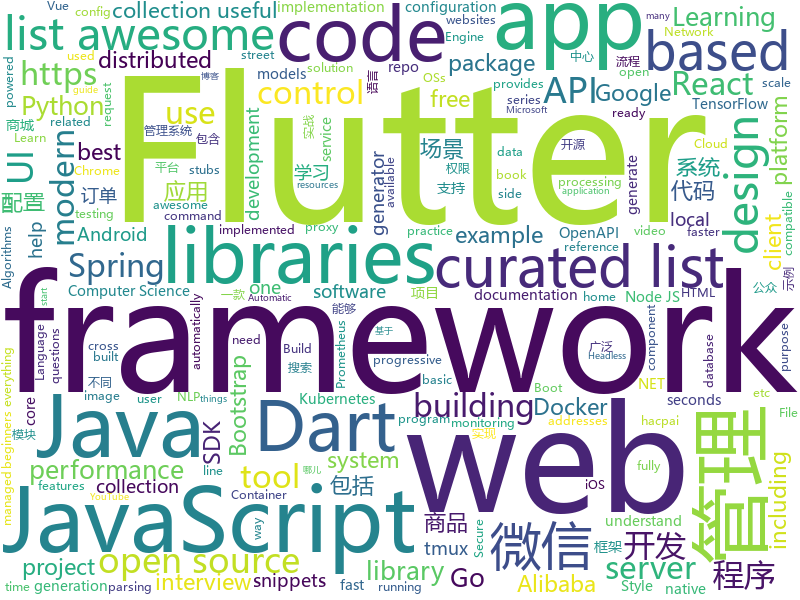 Vue config collection useful implementation configuration websites Engine many
list awesome code app Network 中心 流程
powered distributed street models package repo used solution 语言 OSs Learning 博客 guide
https control API React Google free scale
Python use request series ready TensorFlow
商城 Learn related modern development 实战 service stubs 场景 provides data 权限 开源 Cloud
best Flutter book side Microsoft platform
UI generator available design 系统 平台 包含 resources
配置 订单 应用 学习 支持 generate processing application 代码
Chrome testing awesome command proxy implemented local client compatible
Android help example practice video faster
libraries curated list OpenAPI reference
Algorithms Spring one software documentation home 项目 Node JS HTML 示例 公众
Computer Science 一款 能够 Build need cross built Prometheus 基于 progressive
framework
Language questions automatically 搜索 Kubernetes 广泛 component database purpose
core NLP image basic user Boot seconds NET
Java Dart web 管理
不同 模块 SDK Bootstrap building Docker etc File
JavaScript program monitoring 实现 addresses hacpai
managed beginners everything performance tool system Headless things
collection line features YouTube Container 包括 哪儿 fully
project 商品 微信 开发 including
open source library tmux 框架 understand 程序
time generation parsing interview snippets way fast running Go Secure iOS Alibaba server Style native start Automatic 管理系统 based